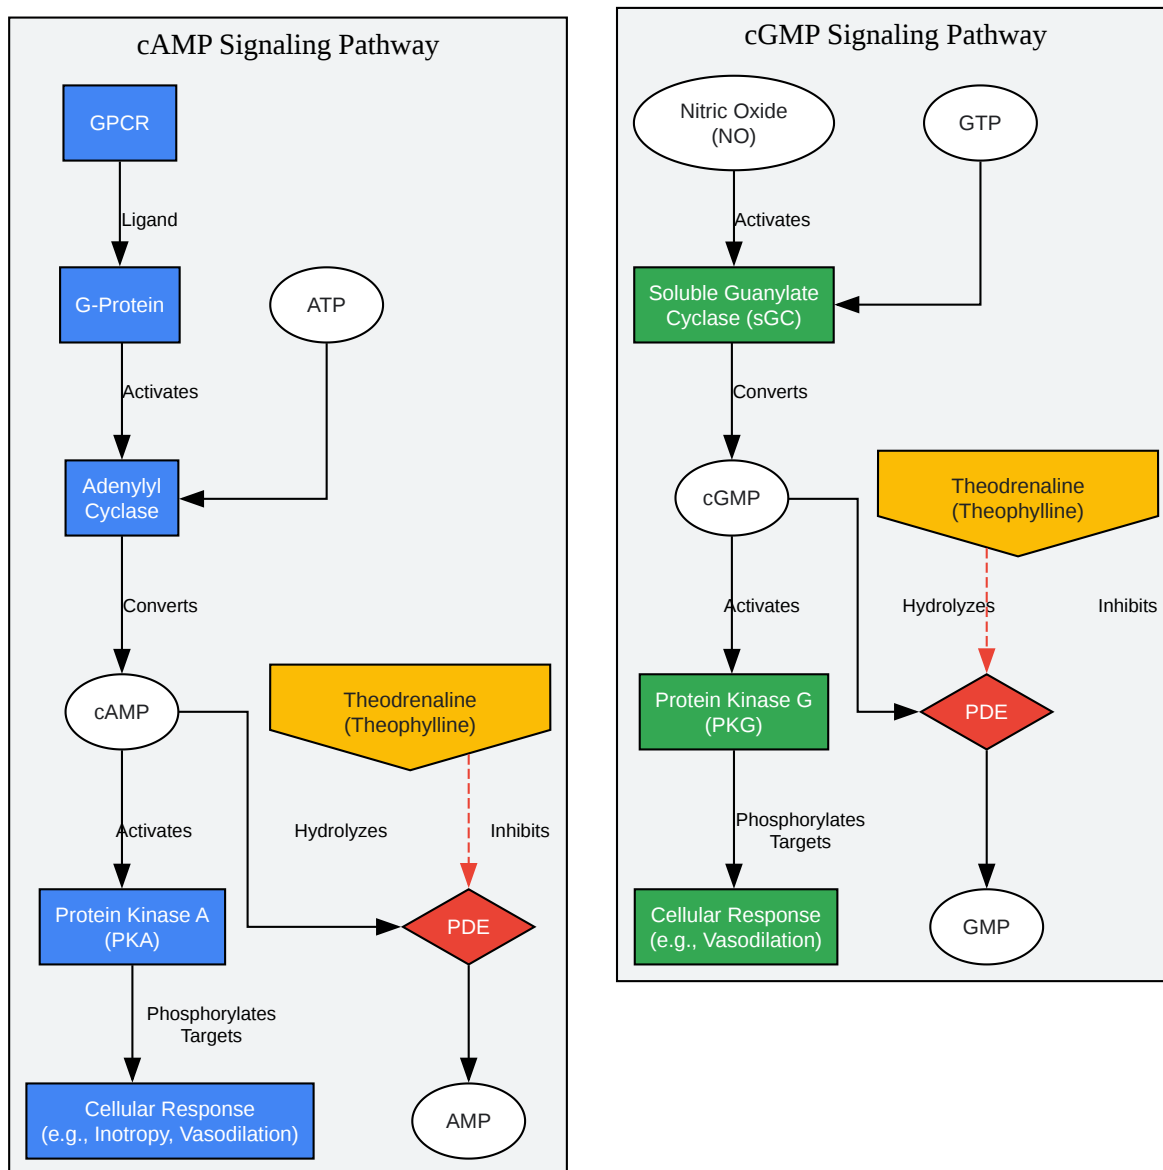 cAMP Signaling Pathway
GPCR
Ligand
G-Protein
ATP
Activates
Adenylyl
Cyclase
Converts
cAMP
Theodrenaline
(Theophylline)
Activates
Hydrolyzes
Inhibits
Protein Kinase A
(PKA)
PDE
Phosphorylates
Targets
Cellular Response
(e.g., Inotropy, Vasodilation)
AMP
cGMP Signaling Pathway
Nitric Oxide
(NO)
GTP
Activates
Soluble Guanylate
Cyclase (sGC)
Converts
cGMP
Theodrenaline
(Theophylline)
Activates
Hydrolyzes
Inhibits
Protein Kinase G
(PKG)
PDE
Phosphorylates
Targets
Cellular Response
(e.g., Vasodilation)
GMP